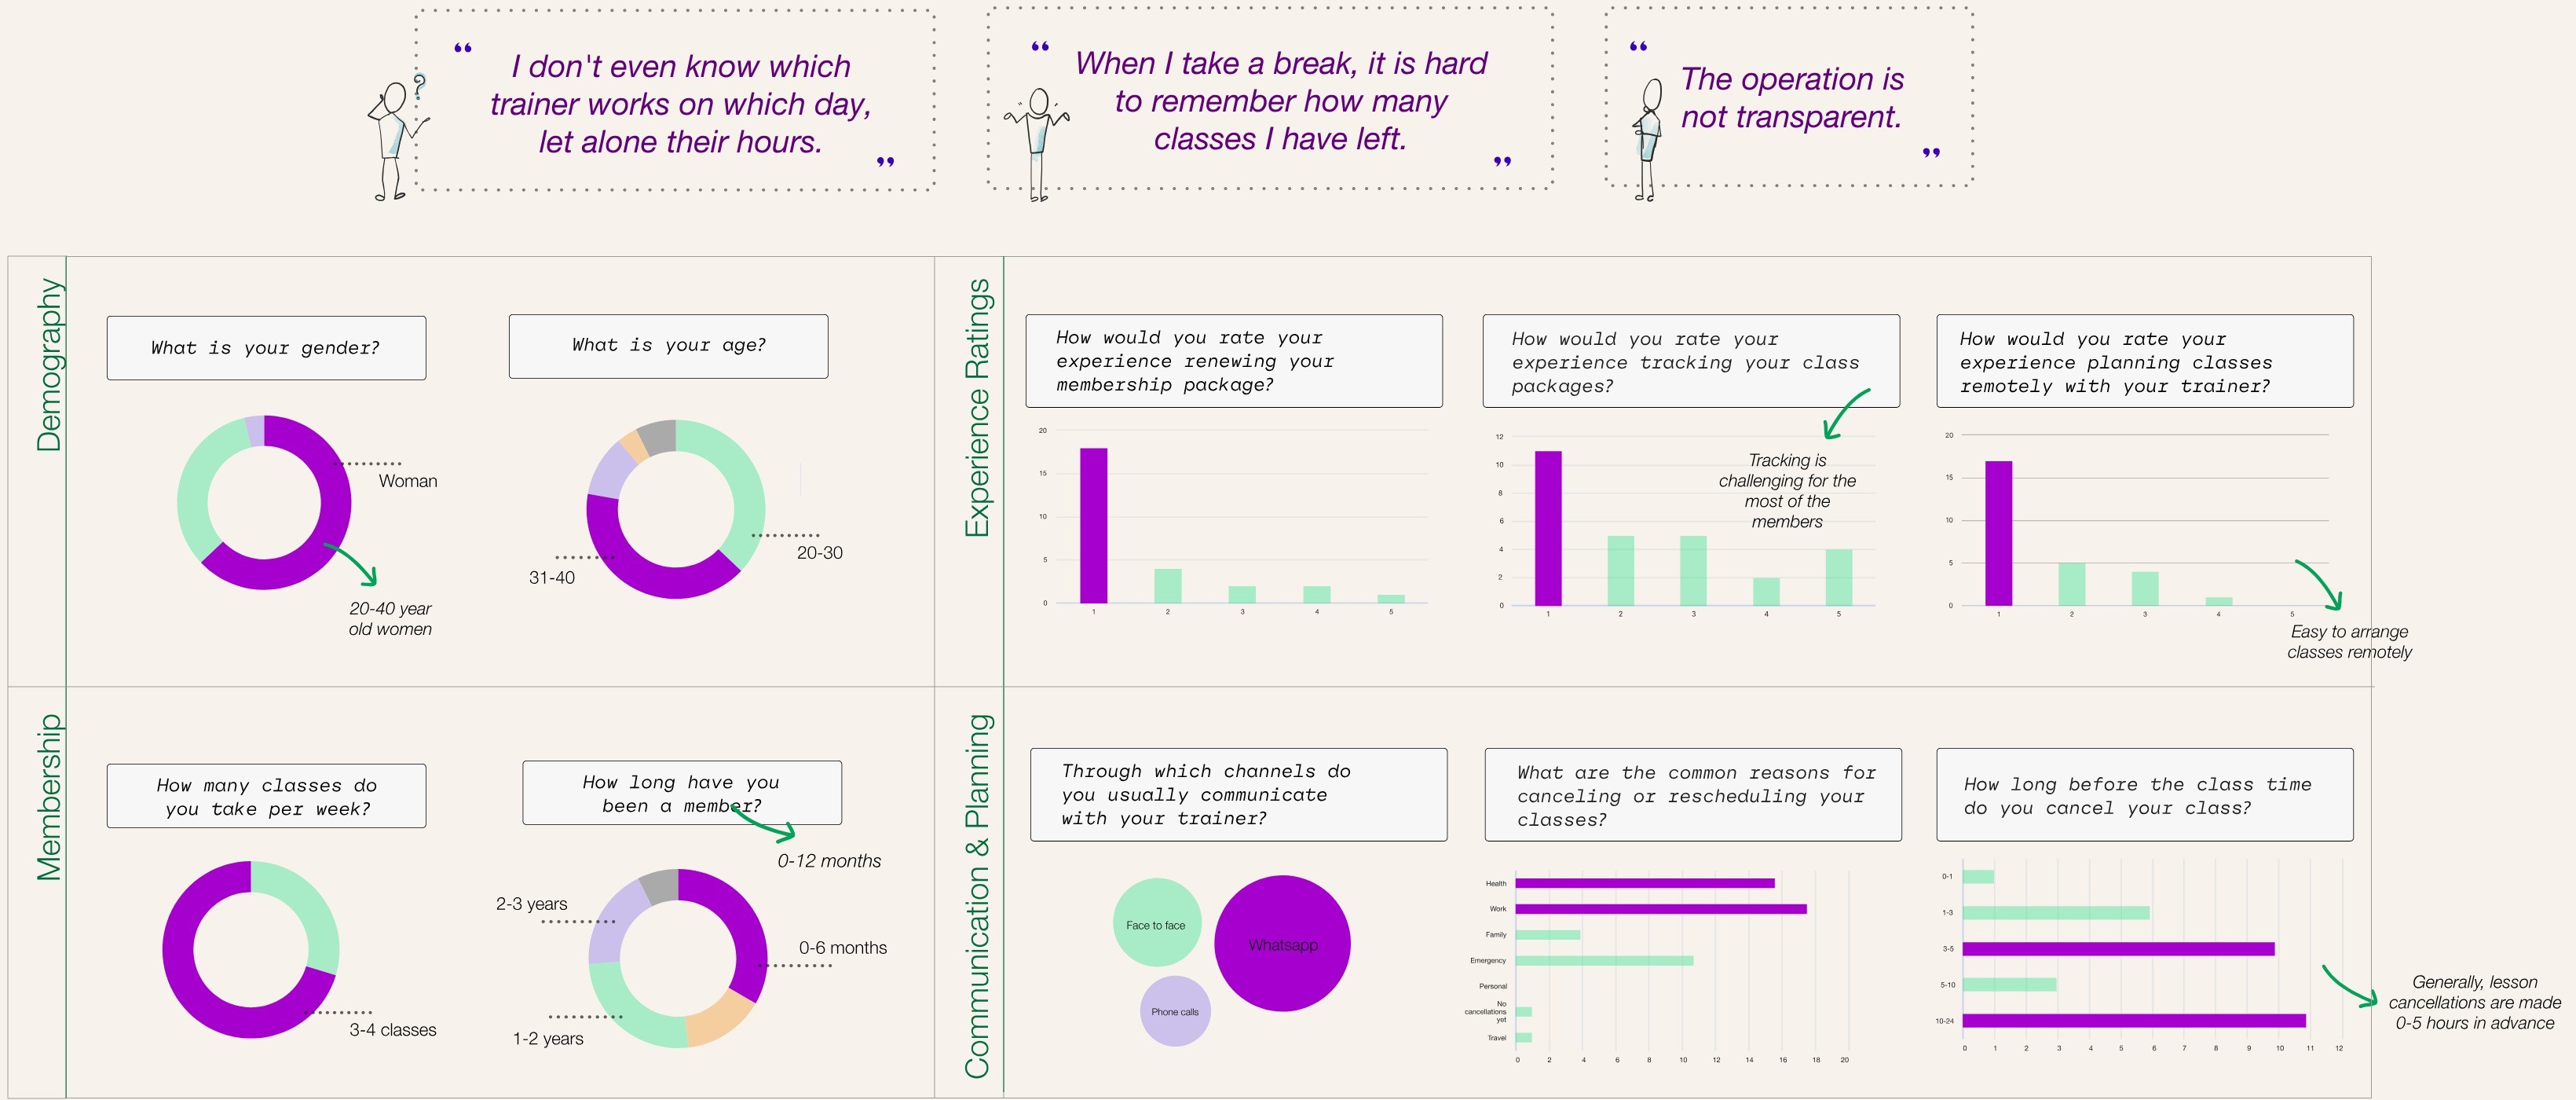 “
I don't even know which
trainer works on which day,
let alone their hours.
”
?
“
When I take a break, it is hard
to remember how many
classes I have left.
”
“
The operation is
not transparent.
”
Demography
What is your gender?
Woman
20-40 year
old women
What is your age?
20-30
31-40
Experience Ratings
How would you rate your
experience renewing your
membership package?
20
15
10
5
0
1 2 3 4 5
How would you rate your
experience tracking your class
packages?
Tracking is
challenging for the
most of the
members
12
10
8
6
4
2
0
1 2 3 4 5
How would you rate your
experience planning classes
remotely with your trainer?
20
15
10
5
0
1 2 3 4 5
Easy to arrange
classes remotely
Membership
How many classes do
you take per week?
3-4 classes
How long have you
been a member?
0-12 months
2-3 years
0-6 months
1-2 years
Communication & Planning
Through which channels do
you usually communicate
with your trainer?
Face to face
Whatsapp
Phone calls
What are the common reasons for
canceling or rescheduling your
classes?
Health
Work
Family
Emergency
Personal
No
cancellations
yet
Travel
0 2 4 6 8 10 12 14 16 18 20
How long before the class time
do you cancel your class?
0-1
1-3
3-5
5-10
10-24
0 1 2 3 4 5 6 7 8 9 10 11 12
Generally, lesson
cancellations are made
0-5 hours in advance